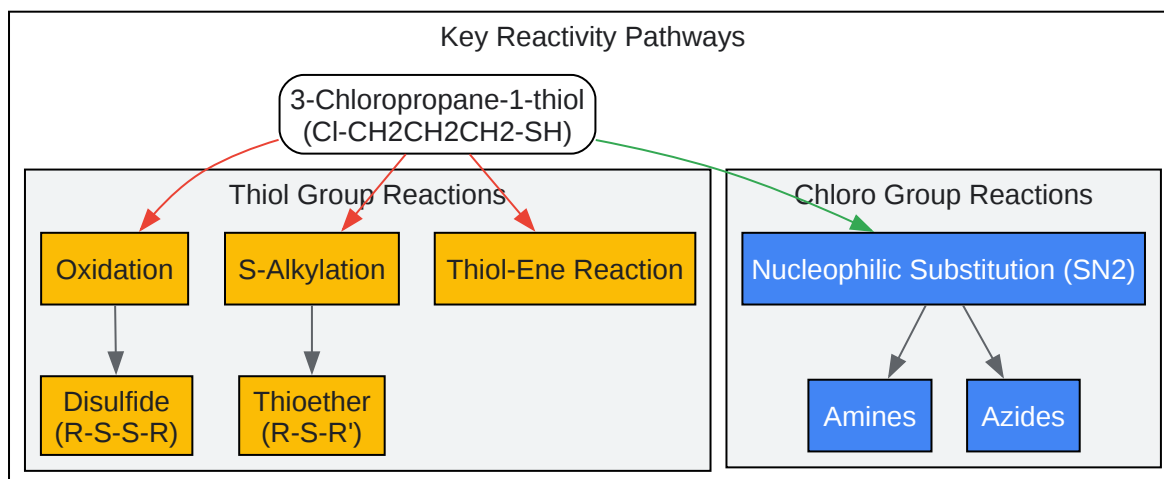 Key Reactivity Pathways
3-Chloropropane-1-thiol
(Cl-CH2CH2CH2-SH)
Thiol Group Reactions
Chloro Group Reactions
Oxidation
S-Alkylation
Thiol-Ene Reaction
Nucleophilic Substitution (SN2)
Disulfide
(R-S-S-R)
Thioether
(R-S-R')
Amines
Azides